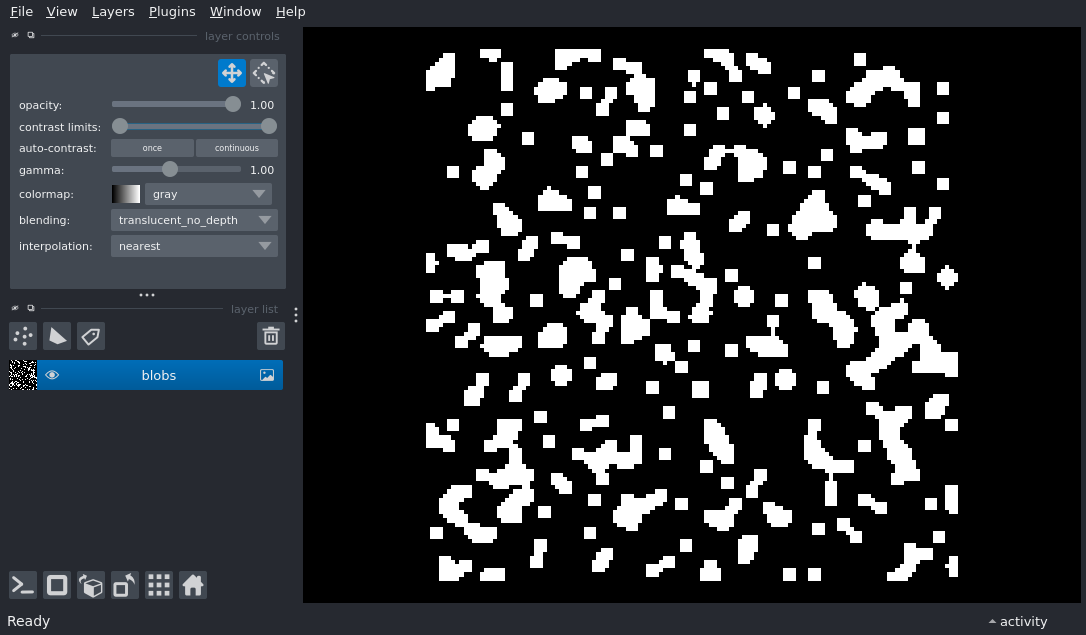 File View Layers Plugins Window Help
layer controls
opacity: 1.00
contrast limits:
auto-contrast: once continuous
gamma: 1.00
colormap: gray
blending: translucent_no_depth
interpolation: nearest
layer list
blobs
Ready activity